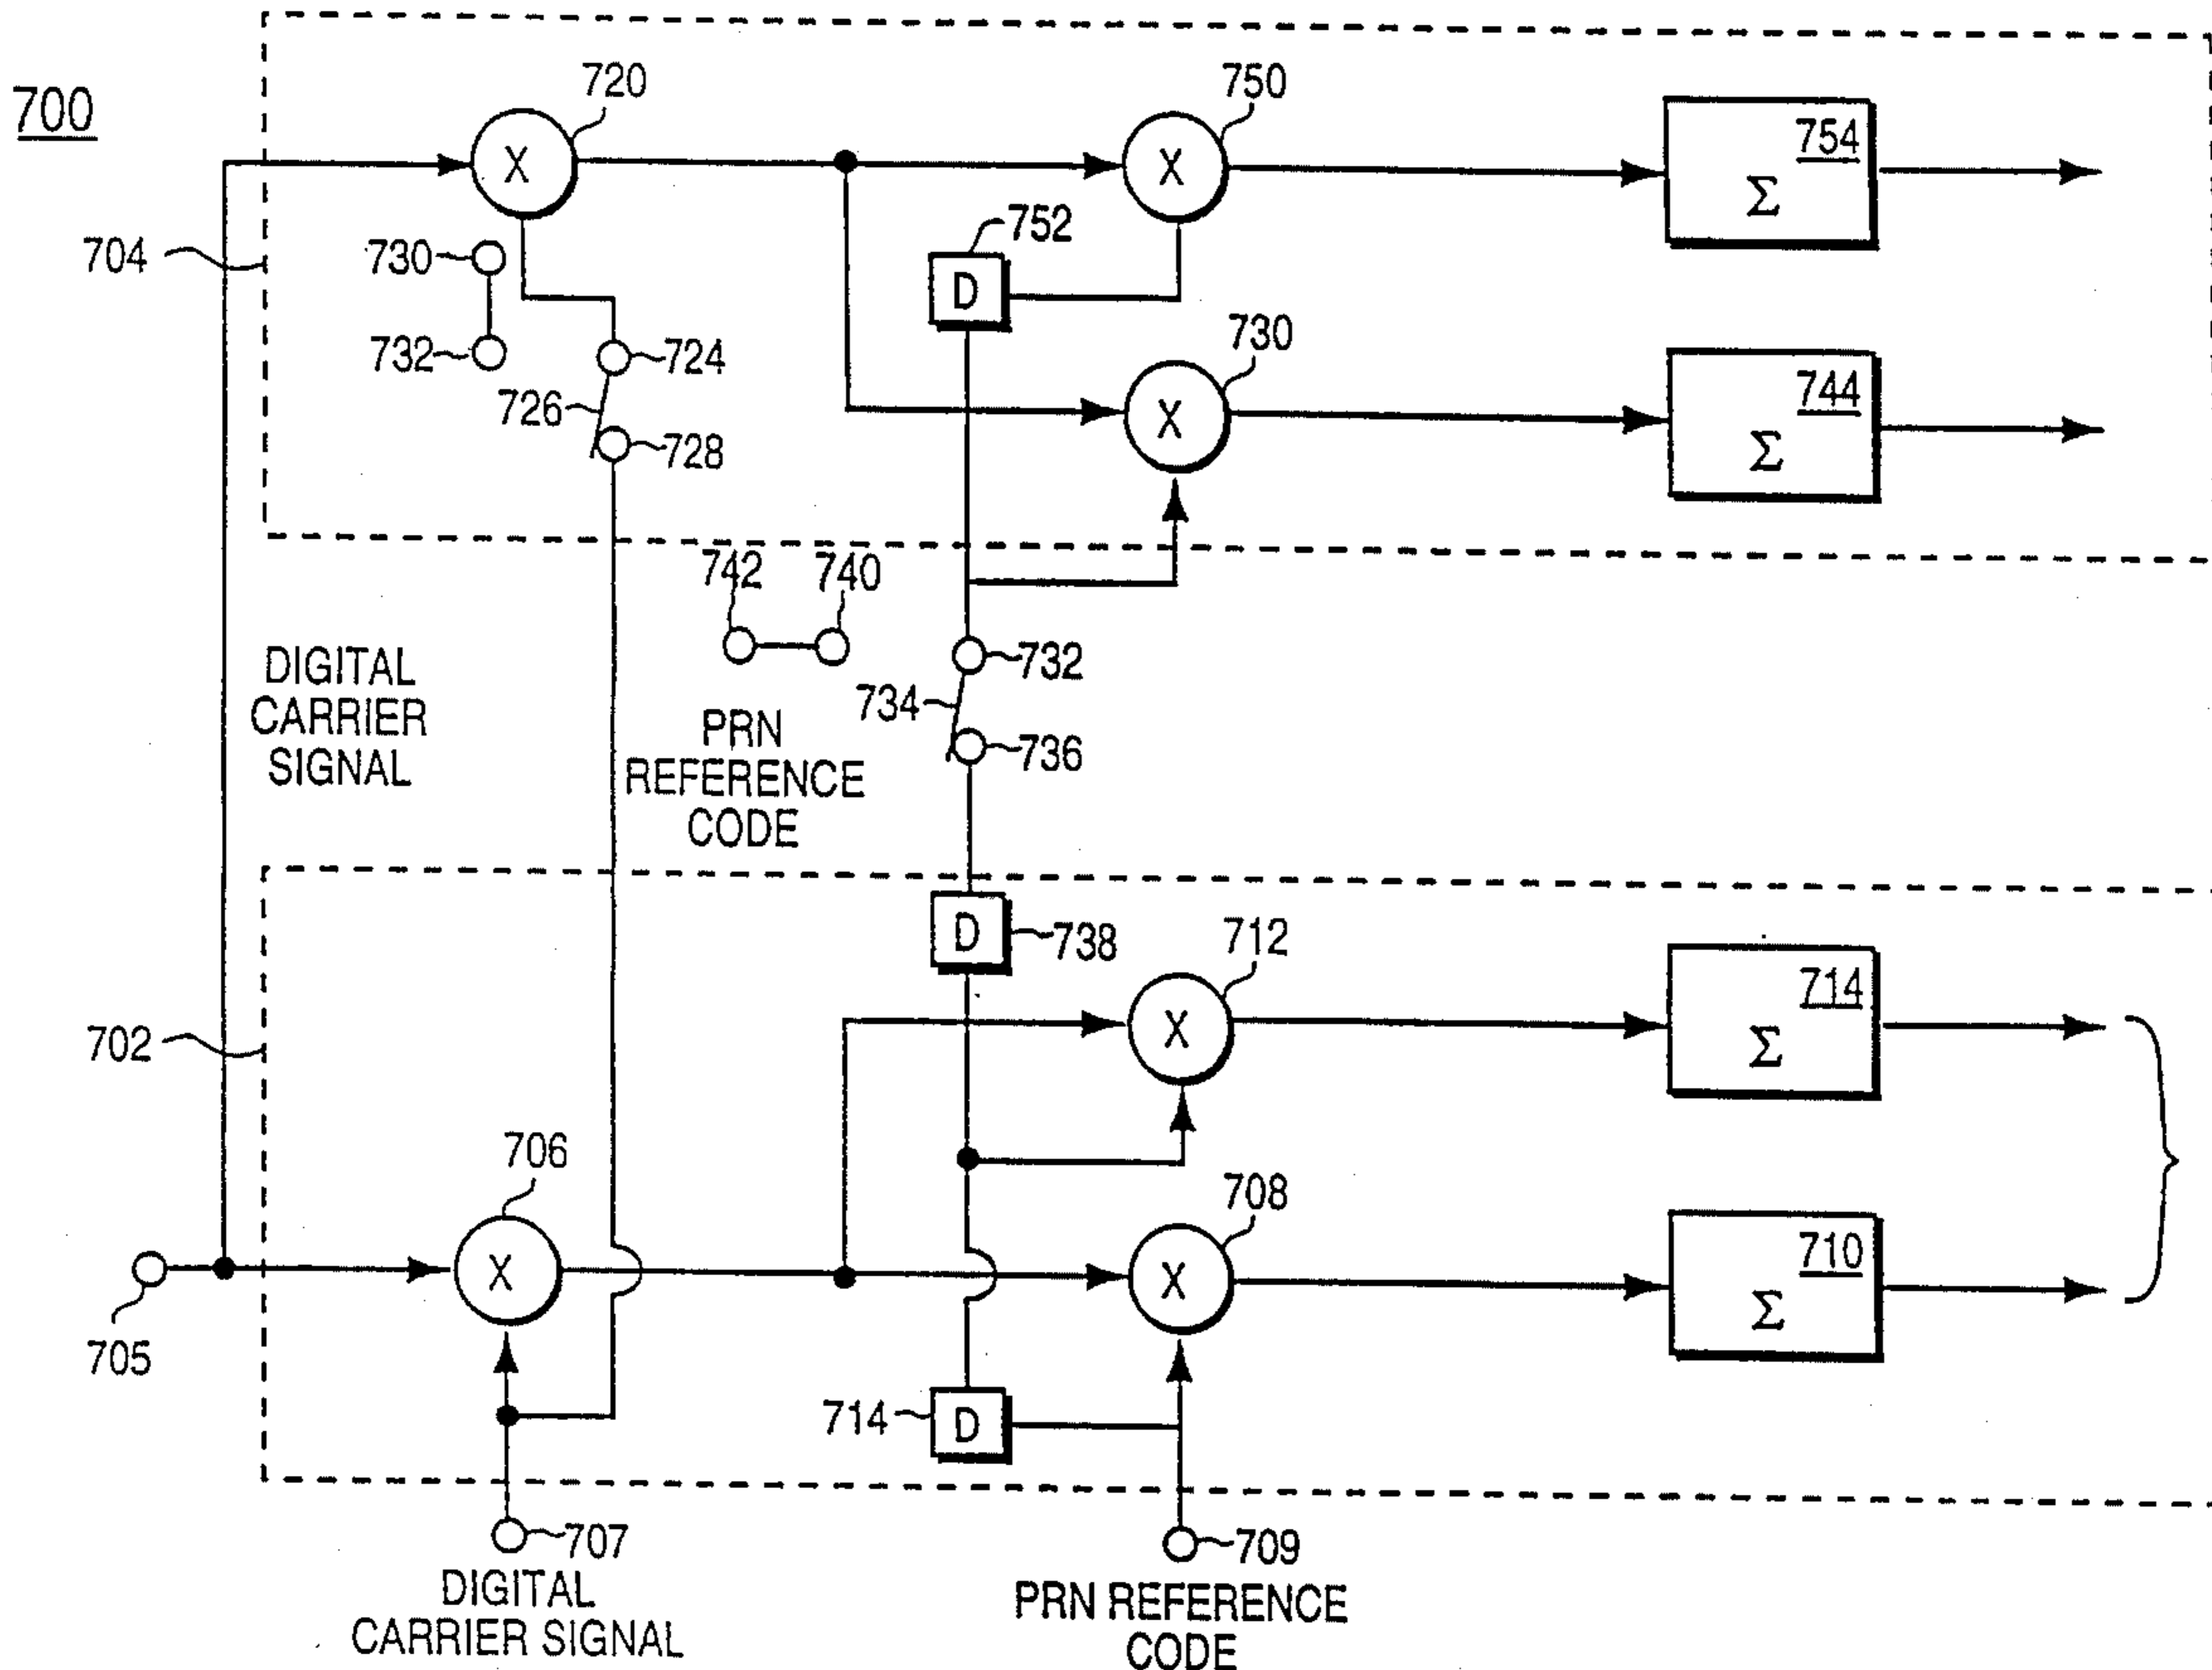 700
720
750
X
X
754
Σ
704
730
752
D
732
724
730
726
X
744
Σ
728
742
740
732
DIGITAL
CARRIER
SIGNAL
734
PRN
REFERENCE
CODE
736
D
738
712
X
714
Σ
702
706
708
X
X
710
Σ
705
714
D
707
DIGITAL
CARRIER SIGNAL
709
PRN REFERENCE
CODE